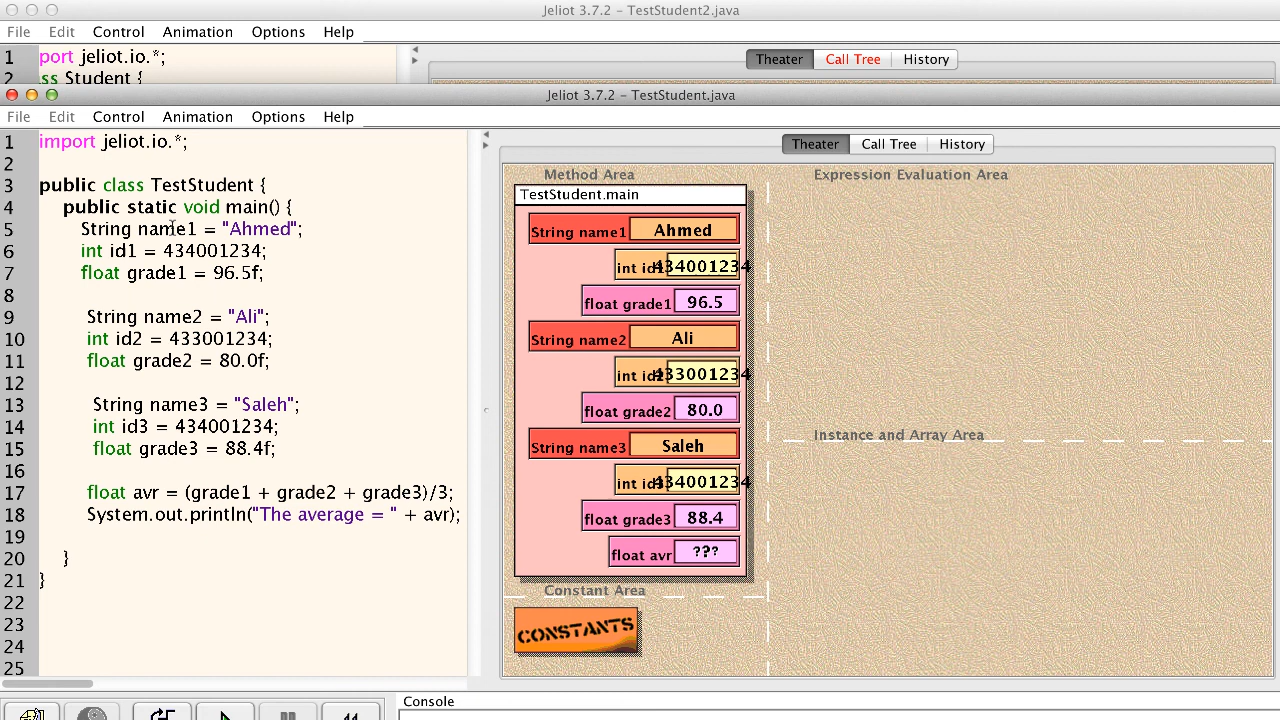 Jeliot 3.7.2 – TestStudent2.java
File Edit Control Animation Options Help
1 port jeliot.io.*;
2 ss Student {
Theater Call Tree History
Jeliot 3.7.2 – TestStudent.java
File Edit Control Animation Options Help
1 import jeliot.io.*;
2
3 public class TestStudent {
4 public static void main() {
5 String name1 = "Ahmed";
6 int id1 = 434001234;
7 float grade1 = 96.5f;
8
9 String name2 = "Ali";
10 int id2 = 433001234;
11 float grade2 = 80.0f;
12
13 String name3 = "Saleh";
14 int id3 = 434001234;
15 float grade3 = 88.4f;
16
17 float avr = (grade1 + grade2 + grade3)/3;
18 System.out.println("The average = " + avr);
19
20 }
21 }
22
23
24
25
Theater Call Tree History
Method Area
Expression Evaluation Area
TestStudent.main
String name1 Ahmed
int id1 434001234
float grade1 96.5
String name2 Ali
int id2 433001234
float grade2 80.0
String name3 Saleh
int id3 434001234
float grade3 88.4
float avr ???
Instance and Array Area
Constant Area
CONSTANTS
Console